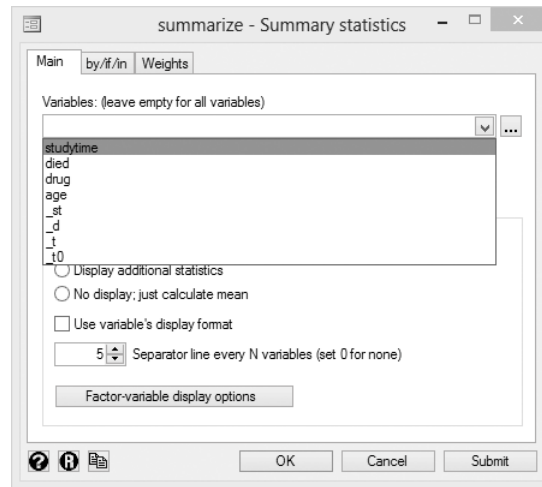 summarize - Summary statistics
Main by/if/in Weights
Variables: (leave empty for all variables)
...
studytime
died
drug
age
_st
_d
_t
_t0
Display additional statistics
No display; just calculate mean
Use variable's display format
5 Separator line every N variables (set 0 for none)
Factor-variable display options
? R OK Cancel Submit